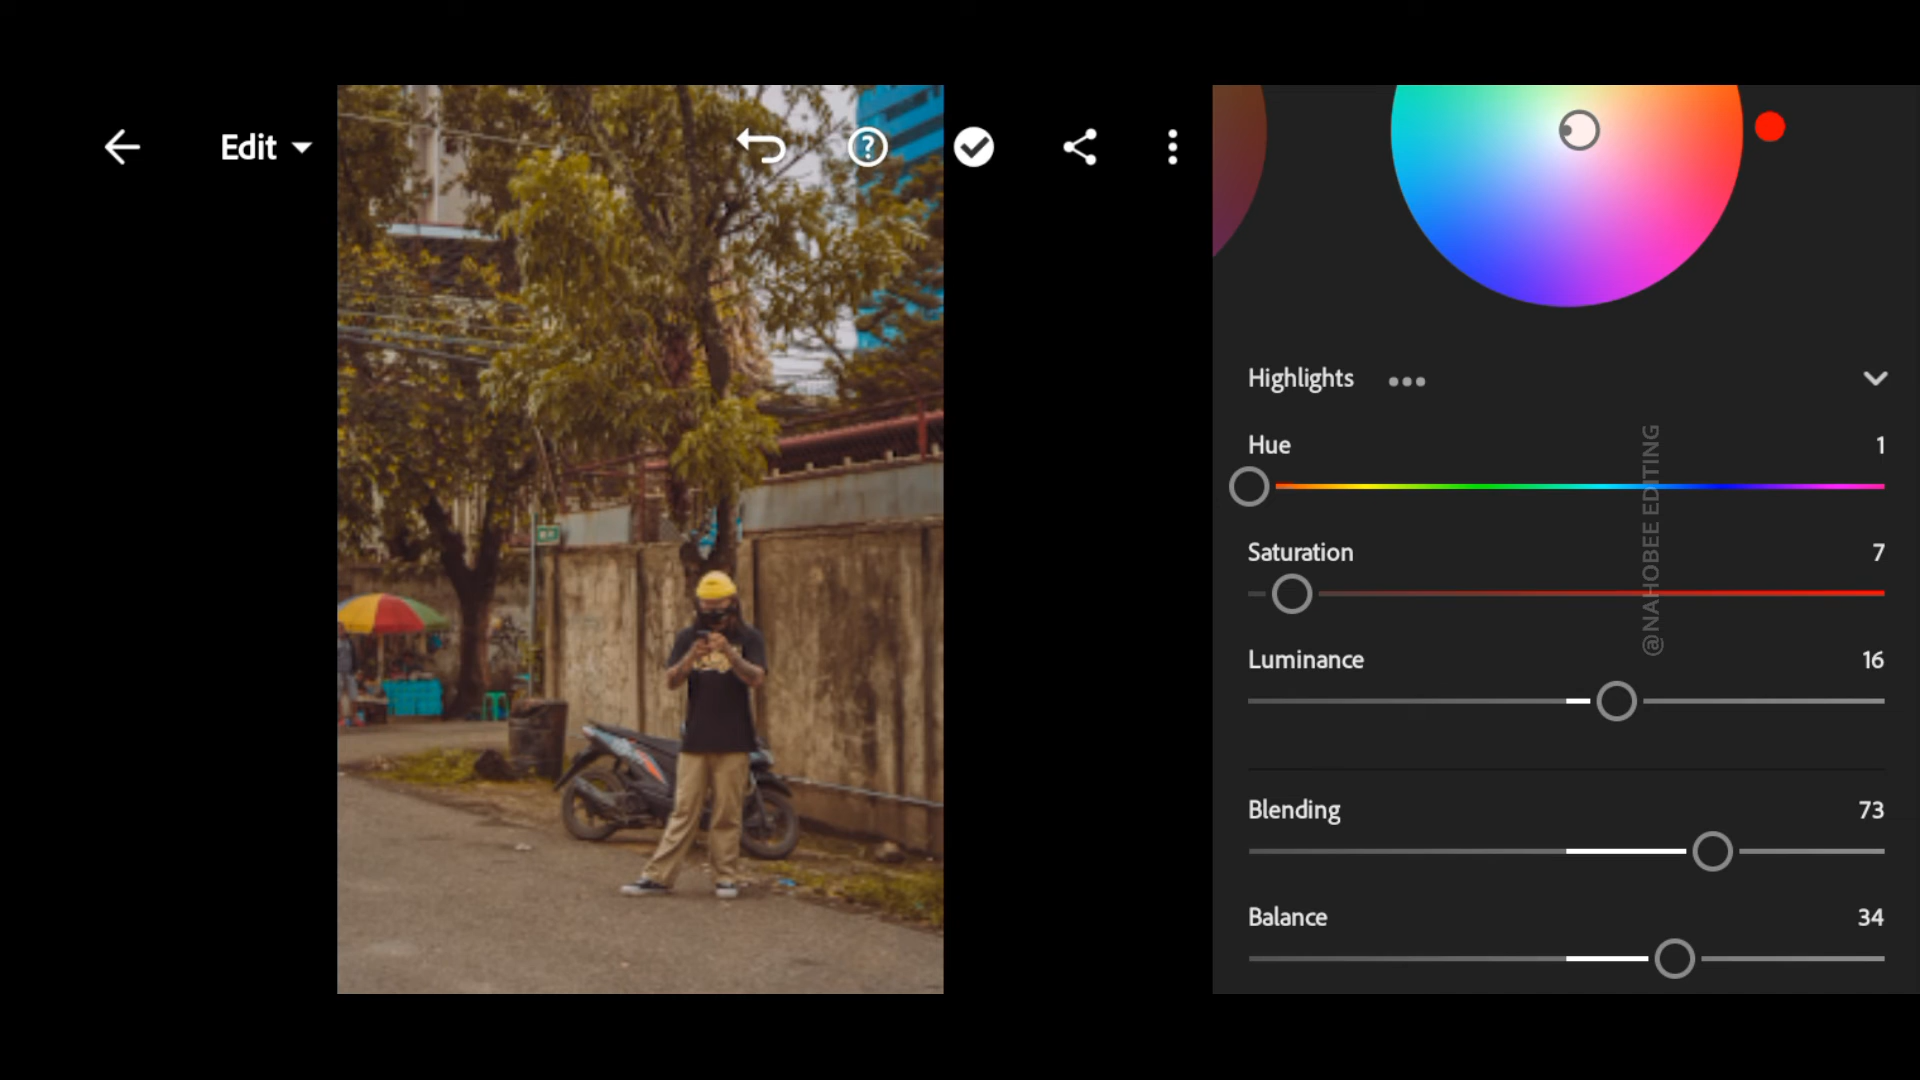 Edit
Highlights
Hue 1
Saturation 7
Luminance 16
Blending 73
Balance 34
@NAHOBEE EDITING